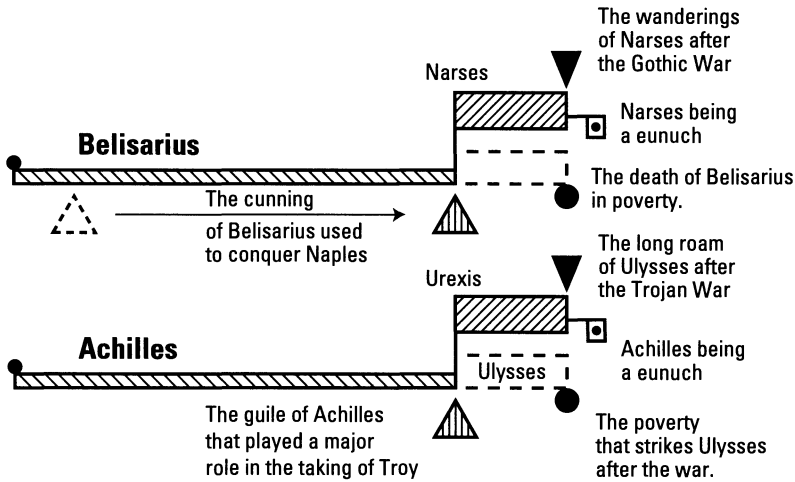 The wanderings
of Narses after
the Gothic War
Narses
Narses being
a eunuch
Belisarius
The death of Belisarius
in poverty.
The cunning
of Belisarius used
to conquer Naples
The long roam
of Ulysses after
the Trojan War
Urexis
Achilles being
a eunuch
Achilles
Ulysses
The guile of Achilles
that played a major
role in the taking of Troy
The poverty
that strikes Ulysses
after the war.